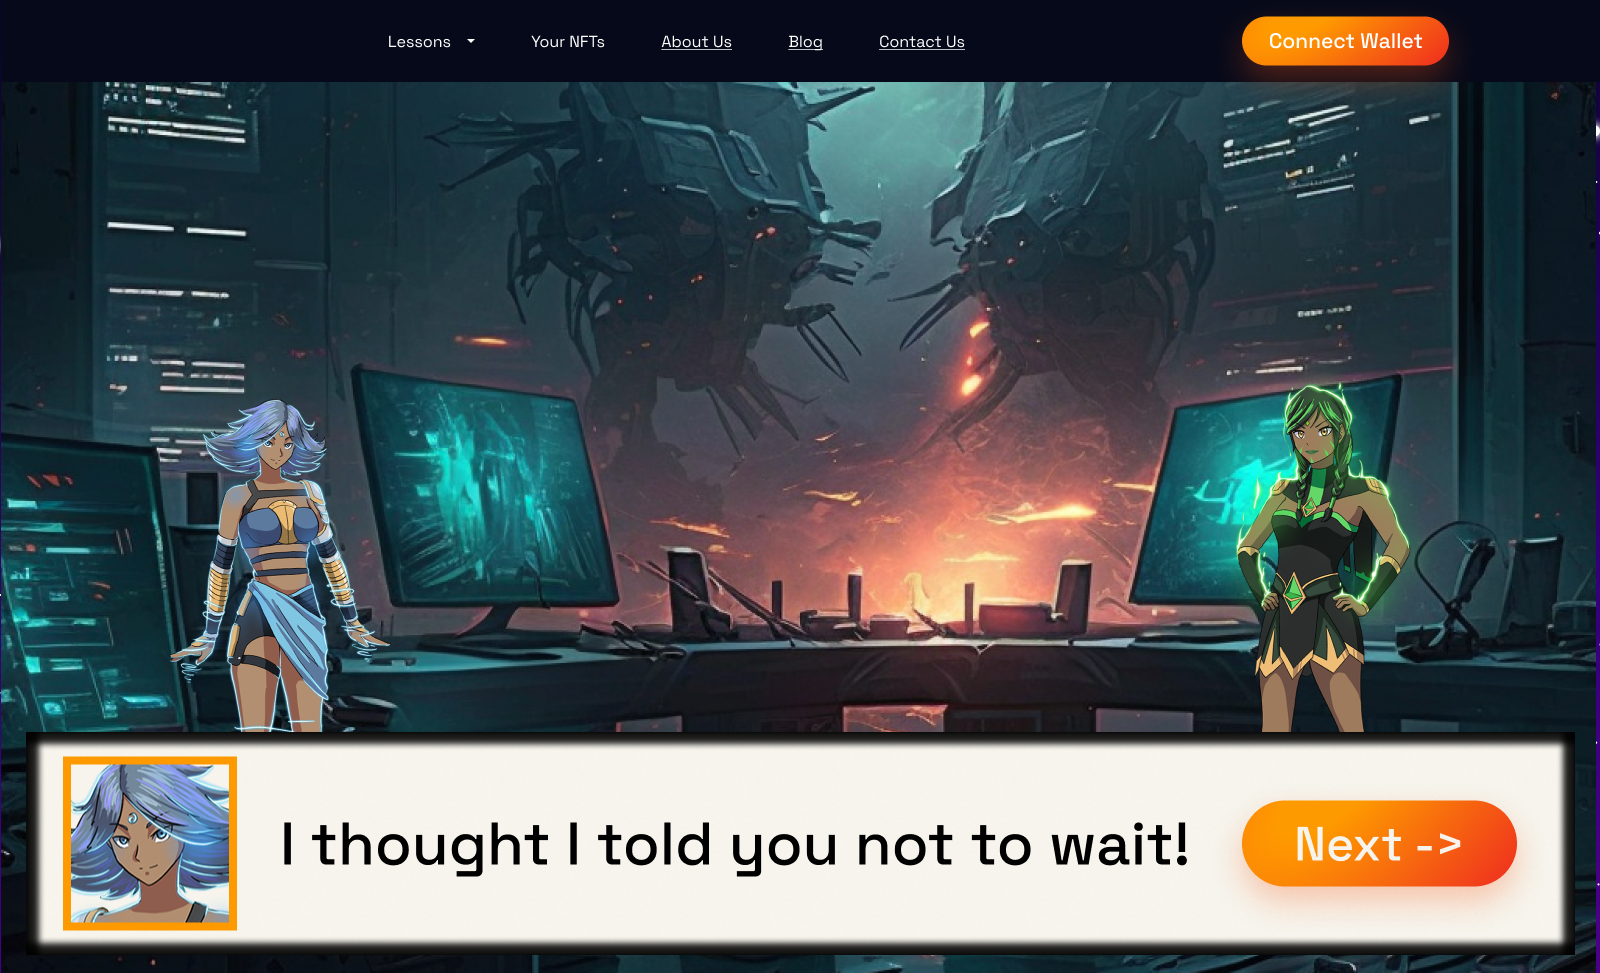 Lessons
Your NFTs
About Us
Blog
Contact Us
Connect Wallet
I thought I told you not to wait!
Next ->